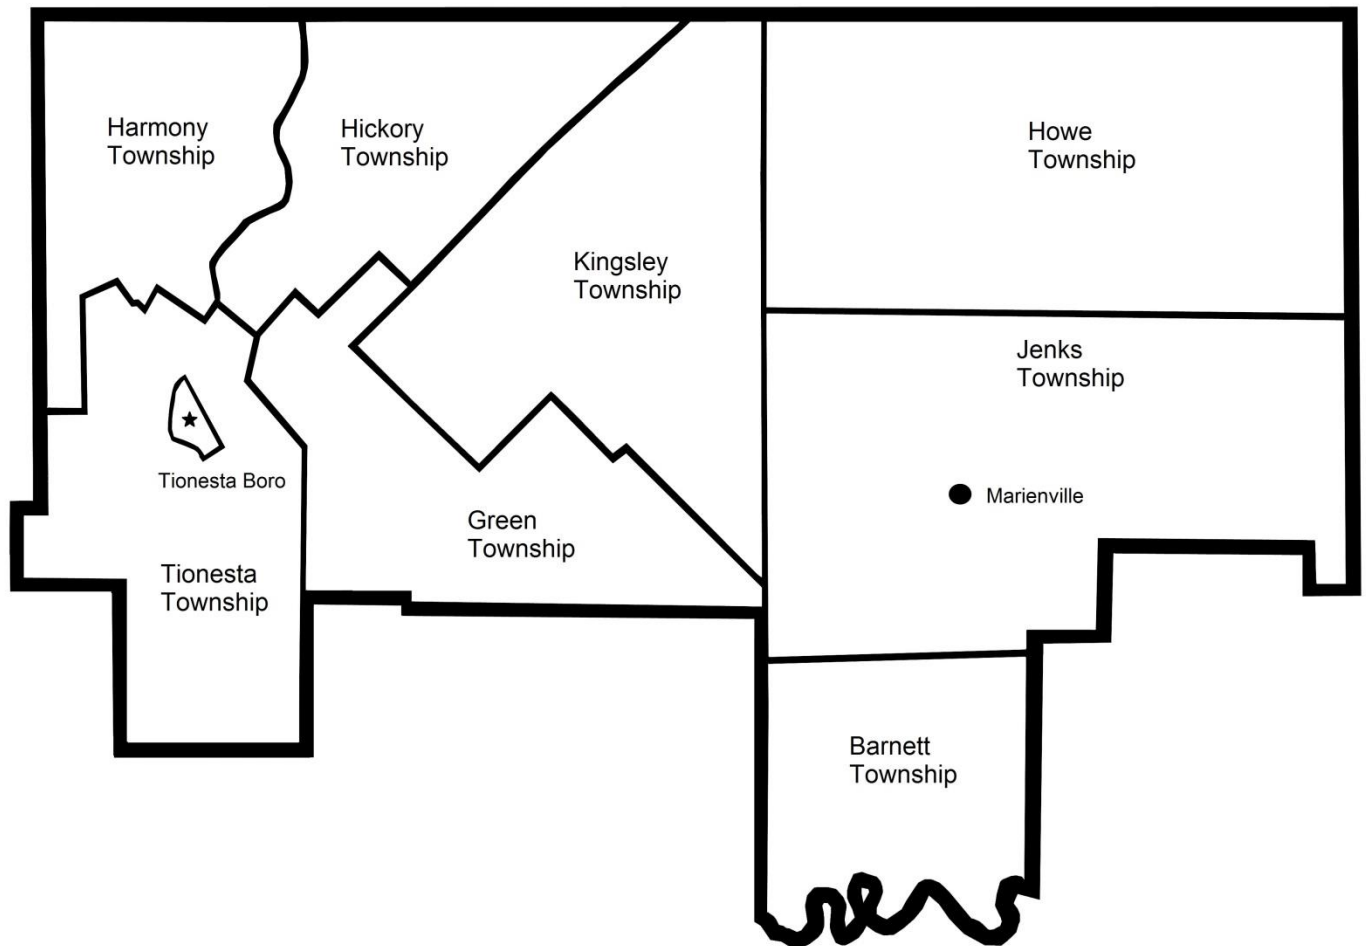 Harmony
Township
Hickory
Township
Howe
Township
Kingsley
Township
Jenks
Township
Tionesta Boro
Marienville
Green
Township
Tionesta
Township
Barnett
Township